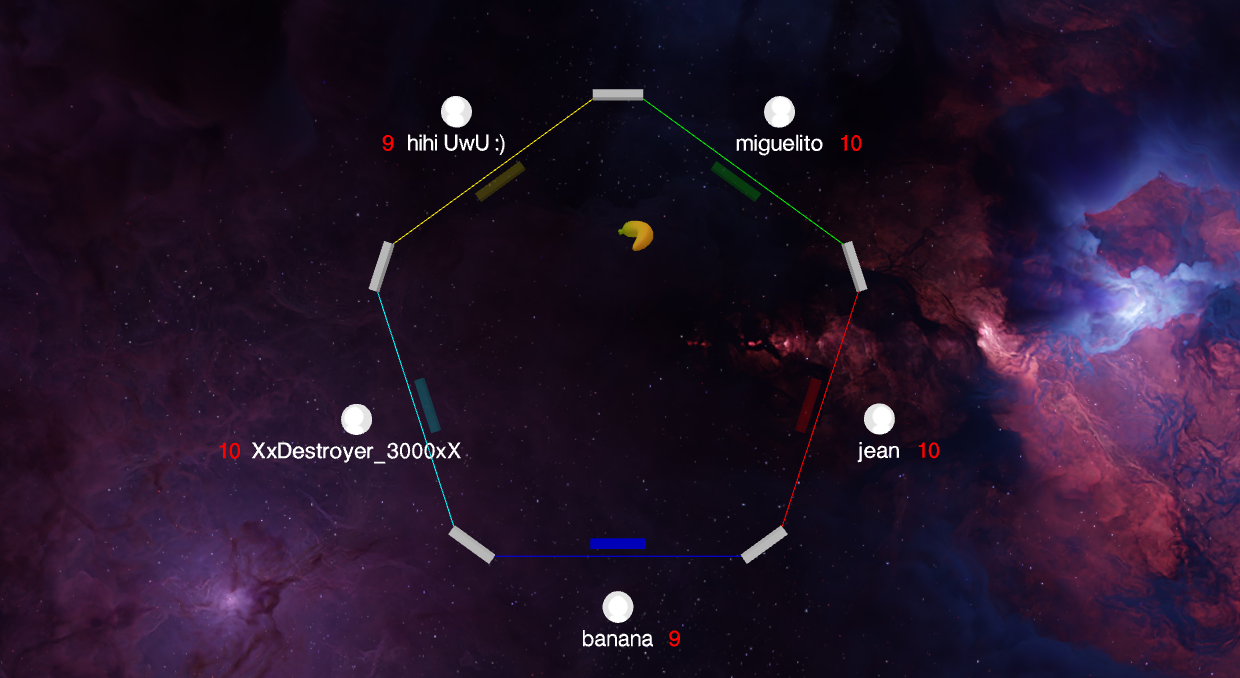 9 hihi UwU :)
miguelito 10
10 XxDestroyer_3000xX
jean 10
banana 9